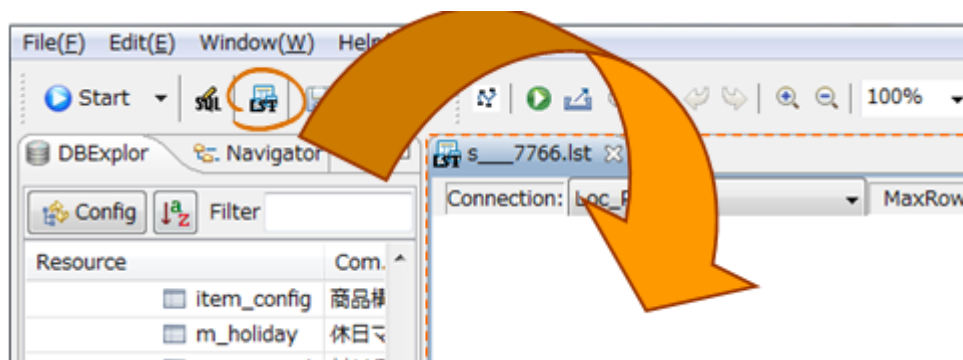 File(F) Edit(E) Window(W) Help
Start SQL LST 100%
DBExplor Navigator LST s___7766.lst
Config Filter Connection: MaxRow
Resource Com.
item_config 商品構
m_holiday 休日マ